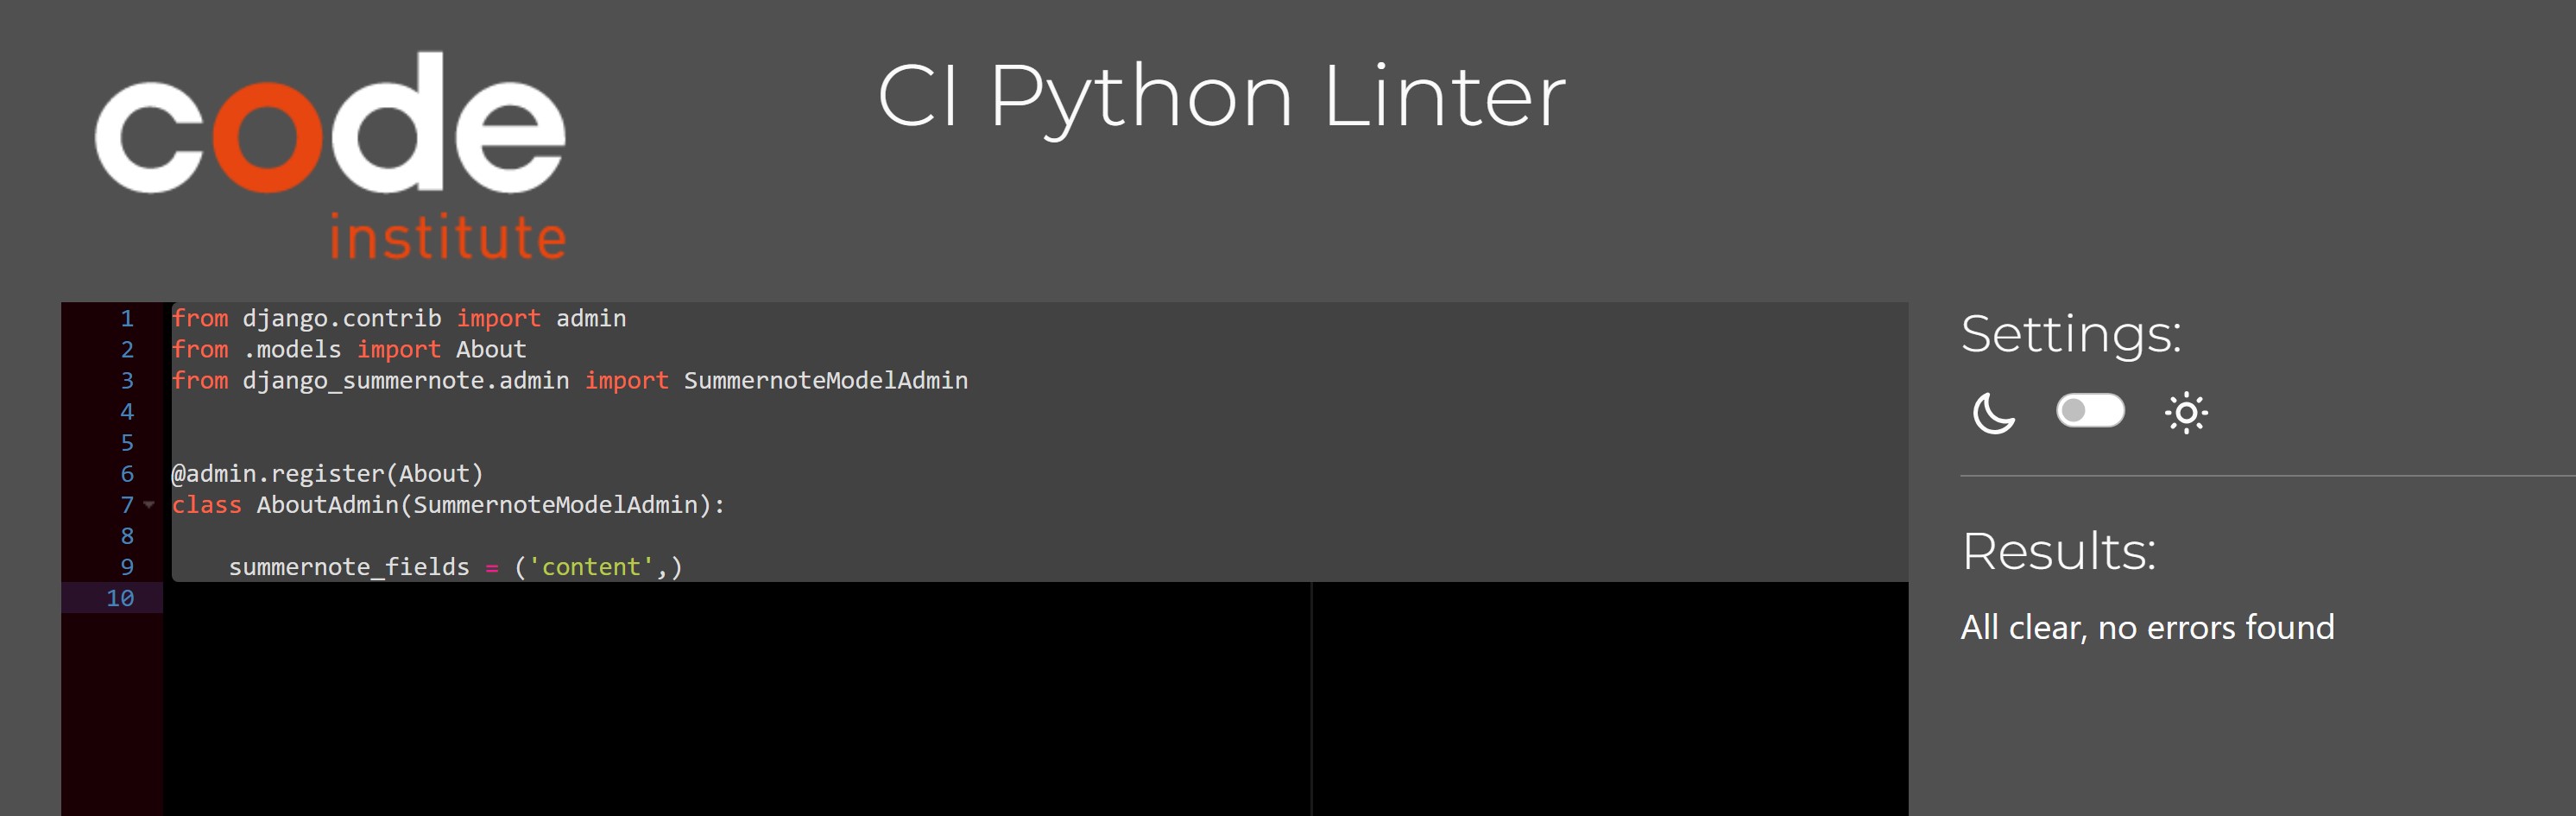 code
institute
CI Python Linter
1 from django.contrib import admin
2 from .models import About
3 from django_summernote.admin import SummernoteModelAdmin
4
5
6 @admin.register(About)
7 class AboutAdmin(SummernoteModelAdmin):
8
9     summernote_fields = ('content',)
10
Settings:
Results:
All clear, no errors found